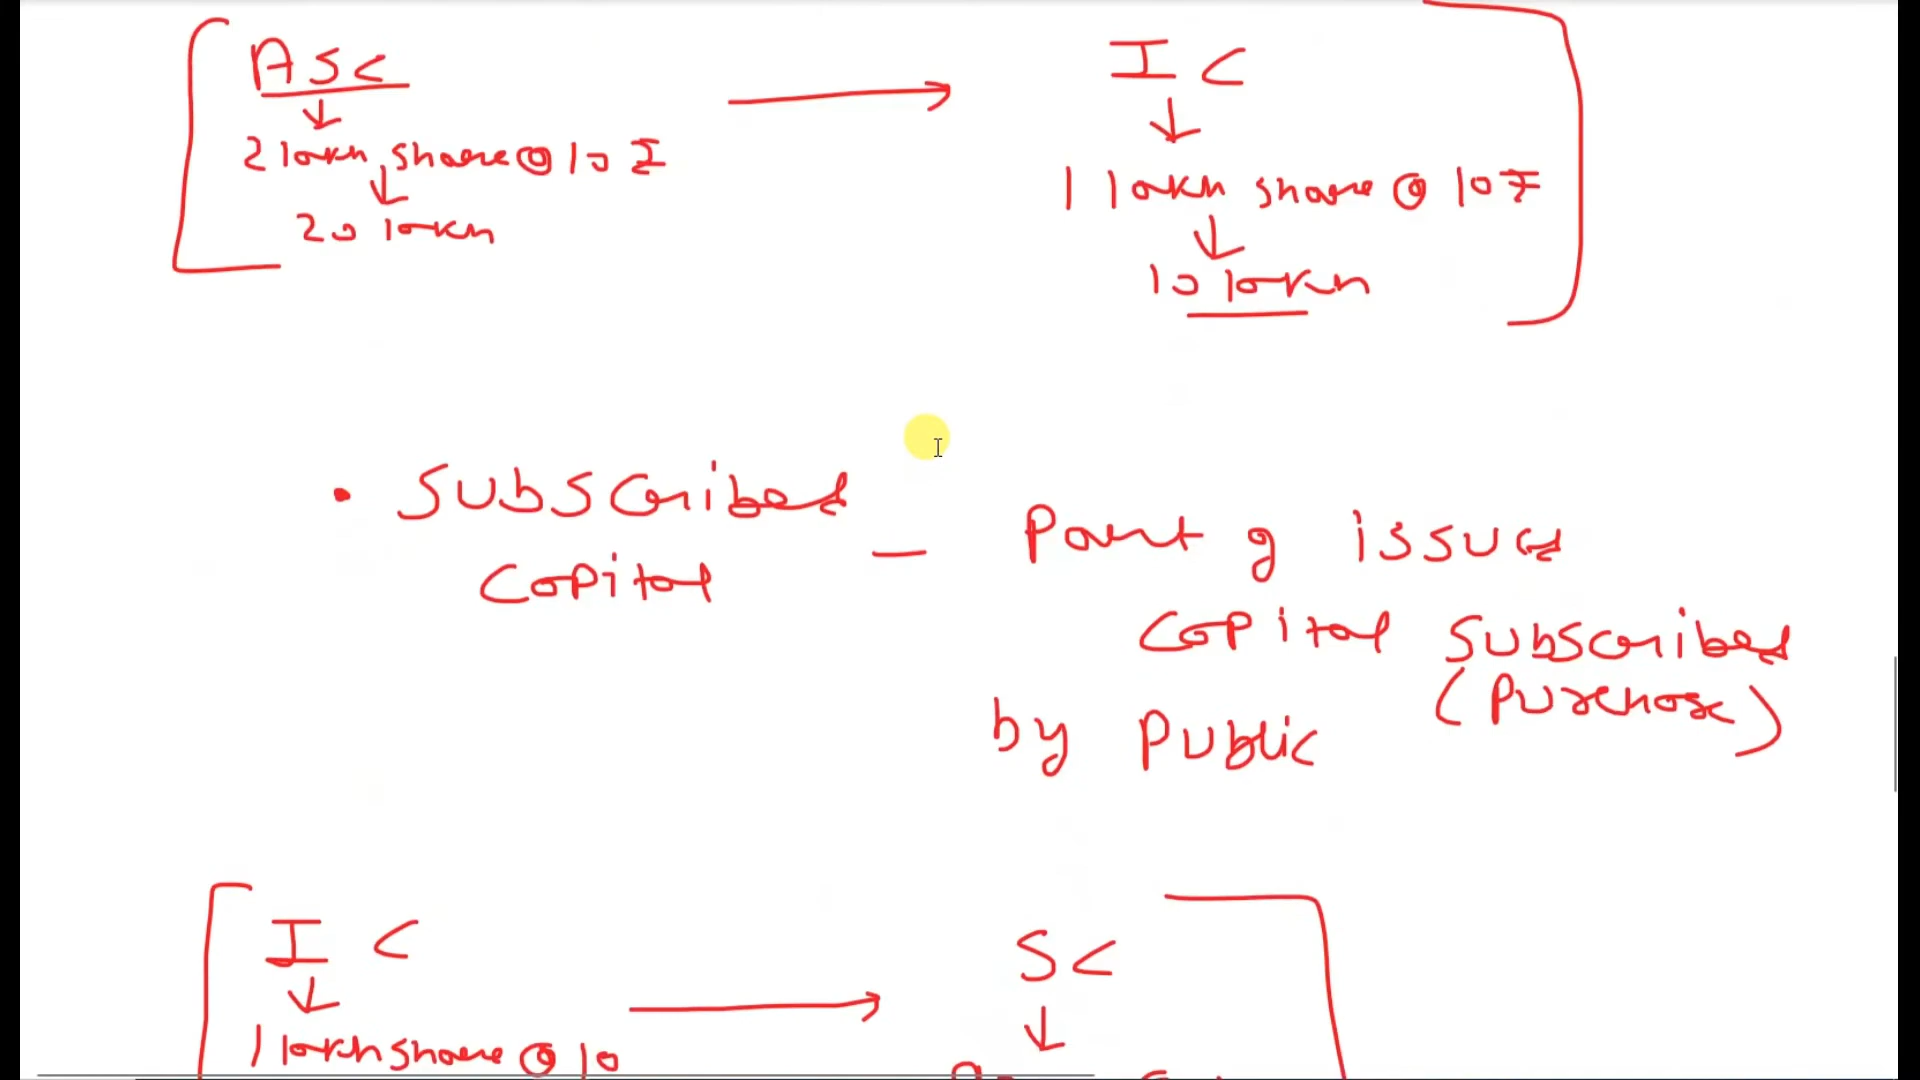 ASC
2 lakh share @ 10 ₹
20 lakh
IC
1 lakh share @ 10 ₹
10 lakh
• Subscribed
Capital
— Part of issued
Capital Subscribed
(Purchase)
by Public
IC
1 lakh share @ 10
SC